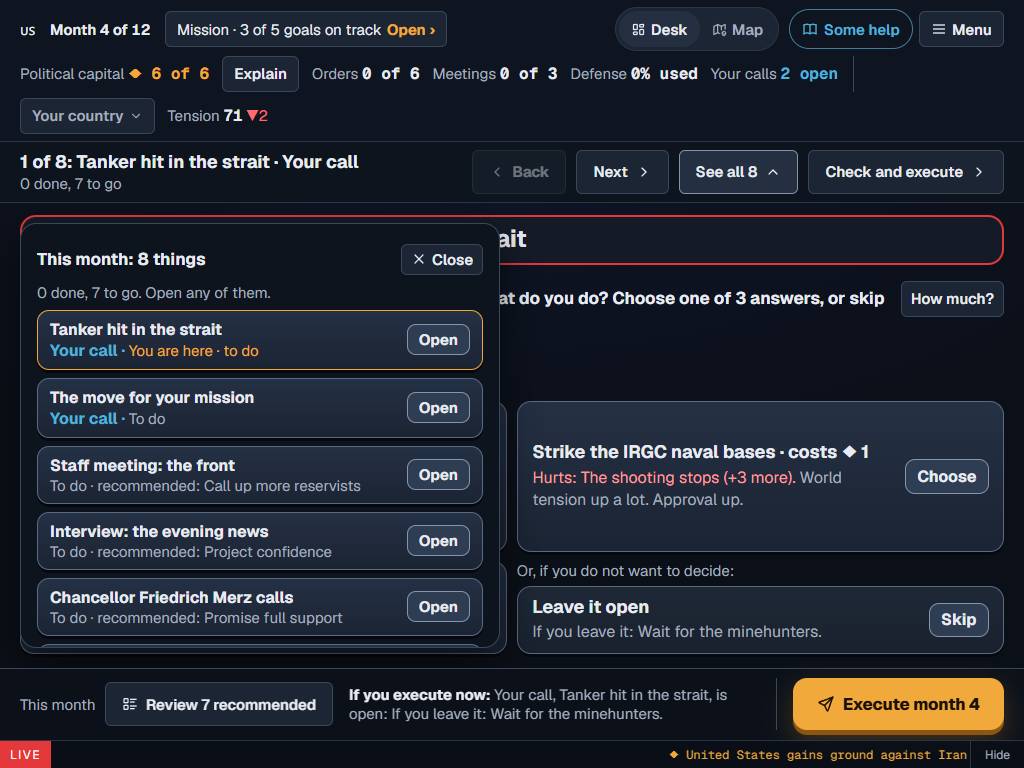 US Month 4 of 12 Mission · 3 of 5 goals on track Open › Desk Map Some help Menu
Political capital ◆ 6 of 6 Explain Orders 0 of 6 Meetings 0 of 3 Defense 0% used Your calls 2 open
Your country Tension 71 ▼2
1 of 8: Tanker hit in the strait · Your call
0 done, 7 to go
Back Next See all 8 Check and execute
ait
This month: 8 things Close
0 done, 7 to go. Open any of them.
at do you do? Choose one of 3 answers, or skip How much?
Tanker hit in the strait
Your call · You are here · to do
Open
The move for your mission
Your call · To do
Open
Staff meeting: the front
To do · recommended: Call up more reservists
Open
Interview: the evening news
To do · recommended: Project confidence
Open
Chancellor Friedrich Merz calls
To do · recommended: Promise full support
Open
Strike the IRGC naval bases · costs ◆ 1
Hurts: The shooting stops (+3 more). World
tension up a lot. Approval up.
Choose
Or, if you do not want to decide:
Leave it open
If you leave it: Wait for the minehunters.
Skip
This month Review 7 recommended
If you execute now: Your call, Tanker hit in the strait, is
open: If you leave it: Wait for the minehunters.
Execute month 4
LIVE ◆ United States gains ground against Iran Hide